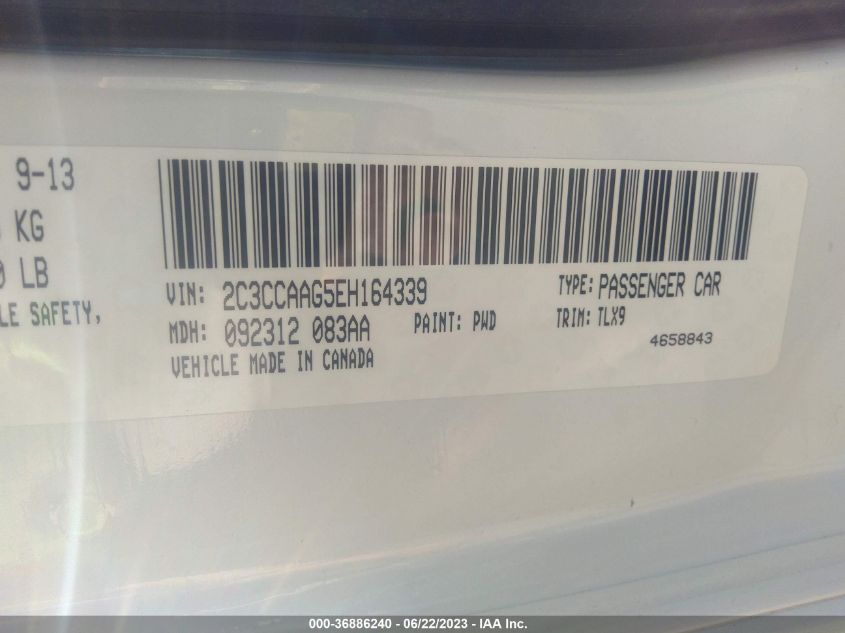 9-13
KG
LB
LE SAFETY,
VIN: 2C3CCAAG5EH164339
TYPE: PASSENGER CAR
MDH: 092312 083AA
PAINT: PWD
TRIM: TLX9
VEHICLE MADE IN CANADA
4658843
000-36886240 - 06/22/2023 - IAA Inc.